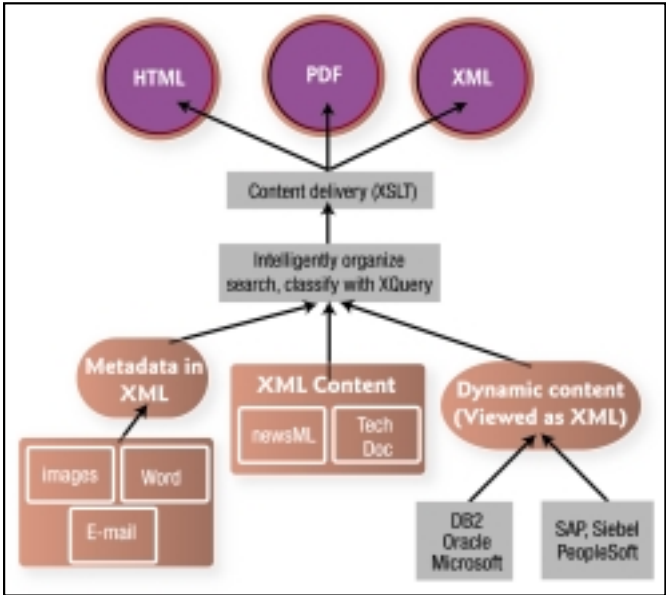 HTML
PDF
XML
Content delivery (XSLT)
Intelligently organize
search, classify with XQuery
Metadata in
XML
XML Content
newsML
Tech
Doc
Dynamic content
(Viewed as XML)
images
Word
E-mail
DB2
Oracle
Microsoft
SAP, Siebel
PeopleSoft